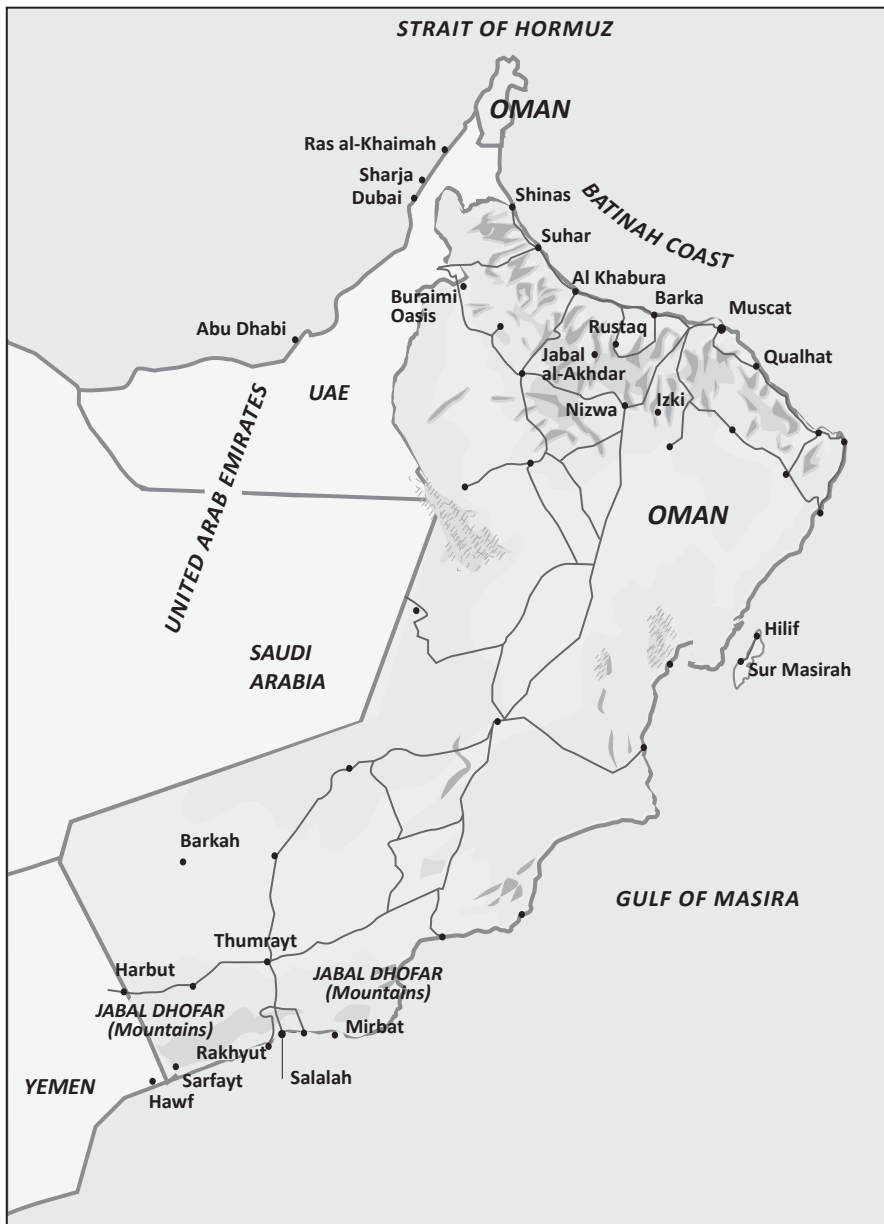 STRAIT OF HORMUZ
OMAN
Ras al-Khaimah
Sharja
Dubai
Shinas
BATINAH COAST
Suhar
Al Khabura
Buraimi
Oasis
Barka
Muscat
Rustaq
Abu Dhabi
Jabal
al-Akhdar
Qualhat
UAE
Nizwa
Izki
UNITED ARAB EMIRATES
OMAN
Hilif
SAUDI
ARABIA
Sur Masirah
Barkah
GULF OF MASIRA
Thumrayt
Harbut
JABAL DHOFAR
(Mountains)
JABAL DHOFAR
(Mountains)
Mirbat
Rakhyut
Salalah
Sarfayt
YEMEN
Hawf